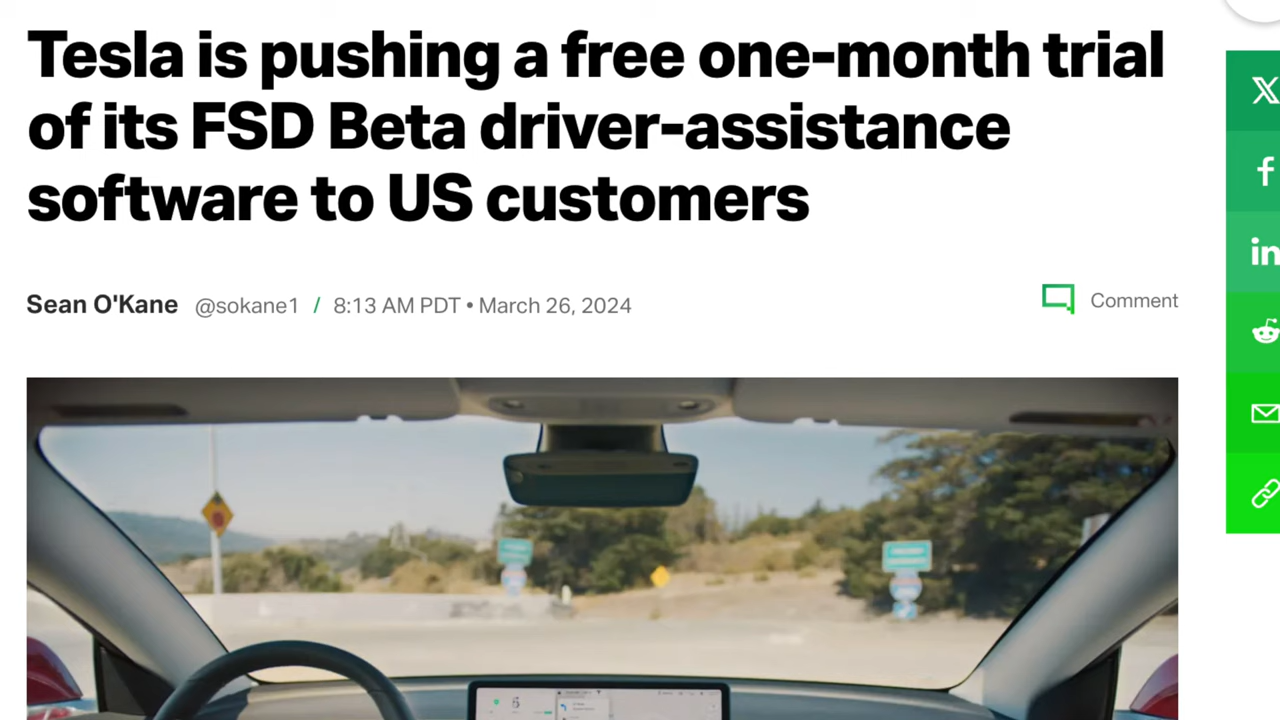 Tesla is pushing a free one-month trial
of its FSD Beta driver-assistance
software to US customers
Sean O'Kane @sokane1 / 8:13 AM PDT • March 26, 2024
Comment